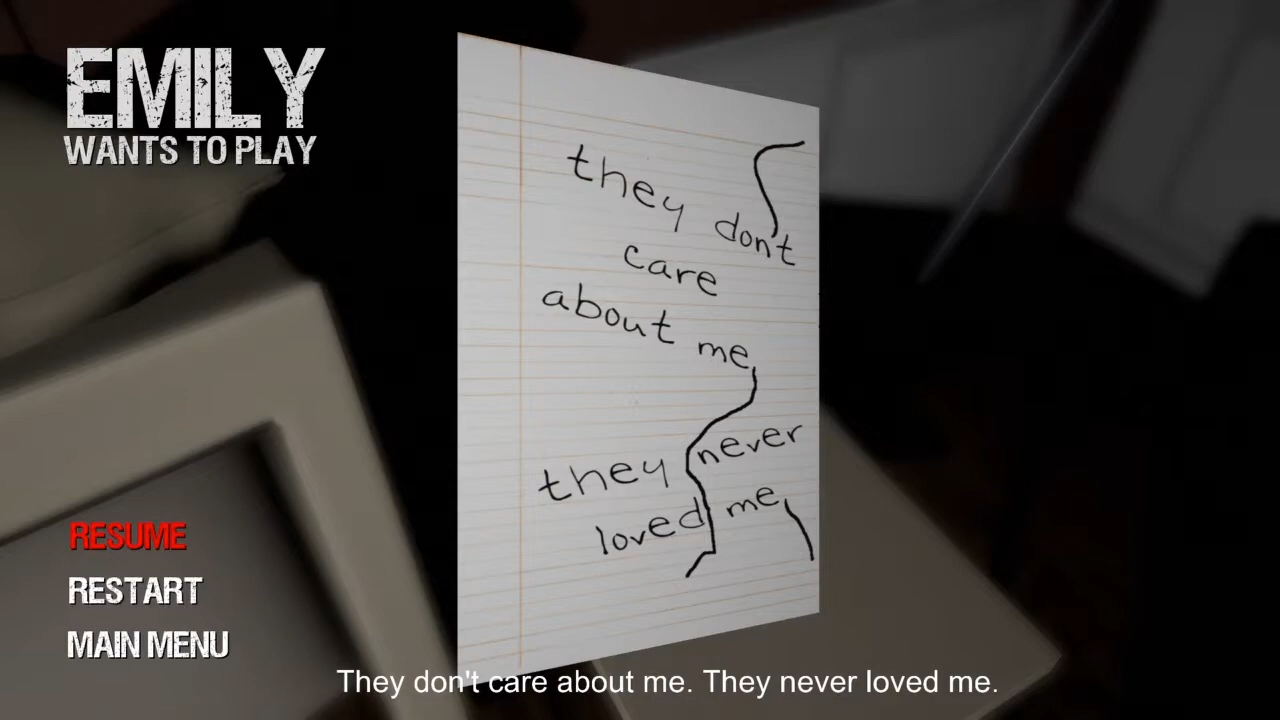 EMILY
WANTS TO PLAY
they dont
care
about me
they never
loved me
RESUME
RESTART
MAIN MENU
They don't care about me. They never loved me.